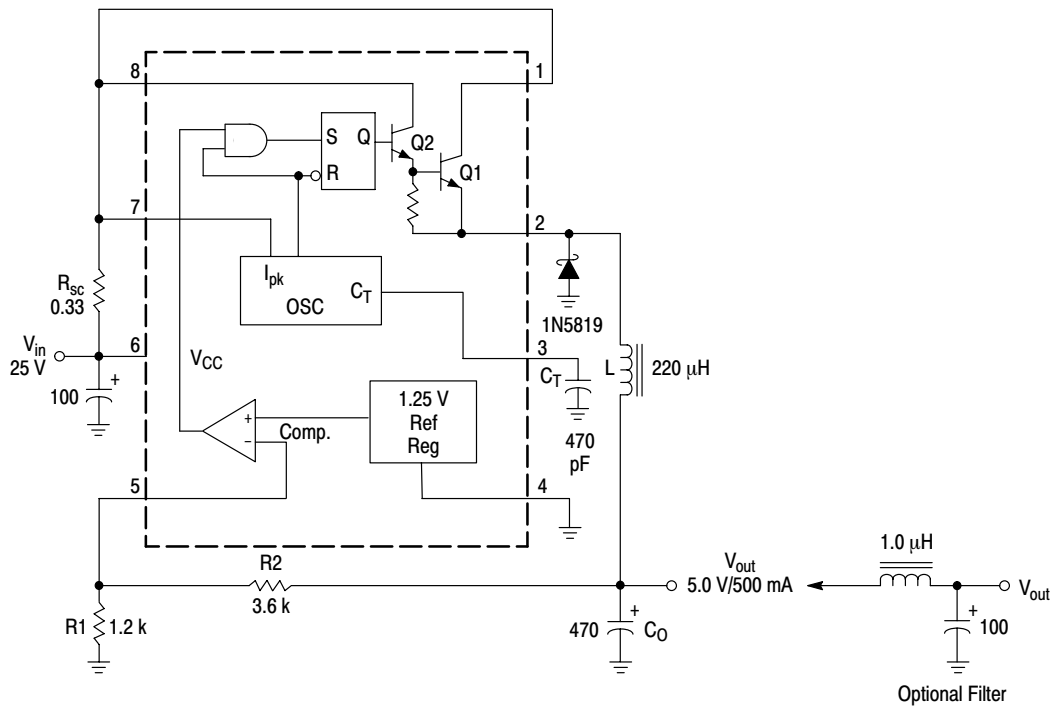 8
1
S Q
Q2
R
Q1
7
2
Ipk
CT
OSC
Rsc
0.33
1N5819
Vin
25 V
6
VCC
3
CT
L
220 μH
100
+
1.25 V
Ref
Reg
+
−
Comp.
470
pF
5
4
R2
3.6 k
Vout
5.0 V/500 mA
1.0 μH
Vout
R1 1.2 k
470
+
CO
+
100
Optional Filter